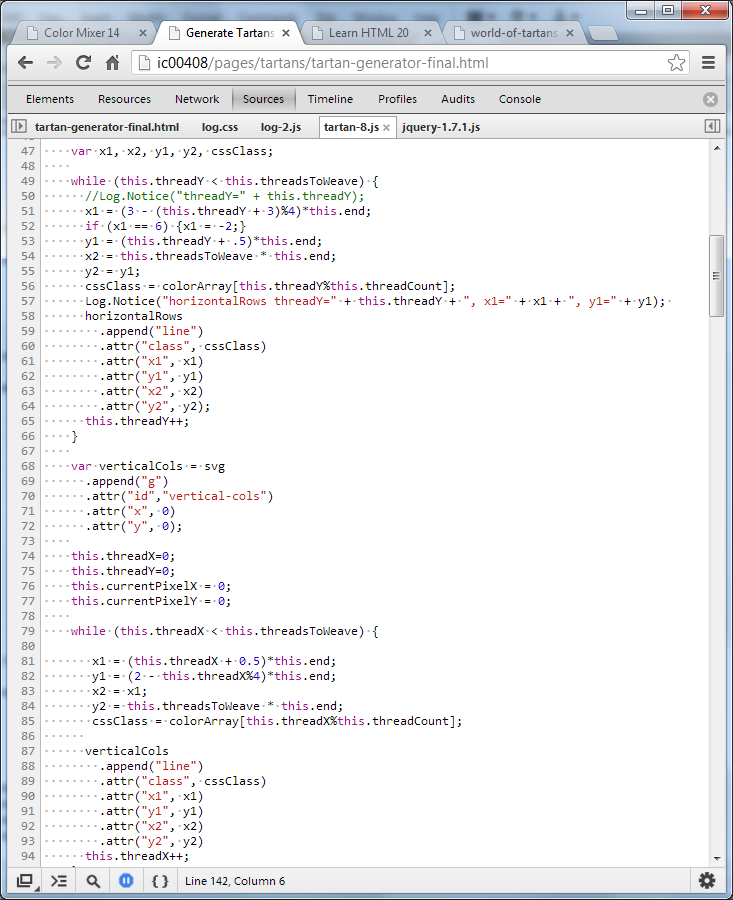 Color Mixer 14
Generate Tartans
Learn HTML 20
world-of-tartans
ic00408/pages/tartans/tartan-generator-final.html
Elements Resources Network Sources Timeline Profiles Audits Console
tartan-generator-final.html log.css log-2.js tartan-8.js jquery-1.7.1.js
47 var x1, x2, y1, y2, cssClass;
48
49 while (this.threadY < this.threadsToWeave) {
50 //Log.Notice("threadY=" + this.threadY);
51 x1 = (3 - (this.threadY + 3)%4)*this.end;
52 if (x1 == 6) {x1 = -2;}
53 y1 = (this.threadY + .5)*this.end;
54 x2 = this.threadsToWeave * this.end;
55 y2 = y1;
56 cssClass = colorArray[this.threadY%this.threadCount];
57 Log.Notice("horizontalRows threadY=" + this.threadY + ", x1=" + x1 + ", y1=" + y1);
58 horizontalRows
59 .append("line")
60 .attr("class", cssClass)
61 .attr("x1", x1)
62 .attr("y1", y1)
63 .attr("x2", x2)
64 .attr("y2", y2);
65 this.threadY++;
66 }
67
68 var verticalCols = svg
69 .append("g")
70 .attr("id","vertical-cols")
71 .attr("x", 0)
72 .attr("y", 0);
73
74 this.threadX=0;
75 this.threadY=0;
76 this.currentPixelX = 0;
77 this.currentPixelY = 0;
78
79 while (this.threadX < this.threadsToWeave) {
80
81 x1 = (this.threadX + 0.5)*this.end;
82 y1 = (2 - this.threadX%4)*this.end;
83 x2 = x1;
84 y2 = this.threadsToWeave * this.end;
85 cssClass = colorArray[this.threadX%this.threadCount];
86
87 verticalCols
88 .append("line")
89 .attr("class", cssClass)
90 .attr("x1", x1)
91 .attr("y1", y1)
92 .attr("x2", x2)
93 .attr("y2", y2)
94 this.threadX++;
Line 142, Column 6